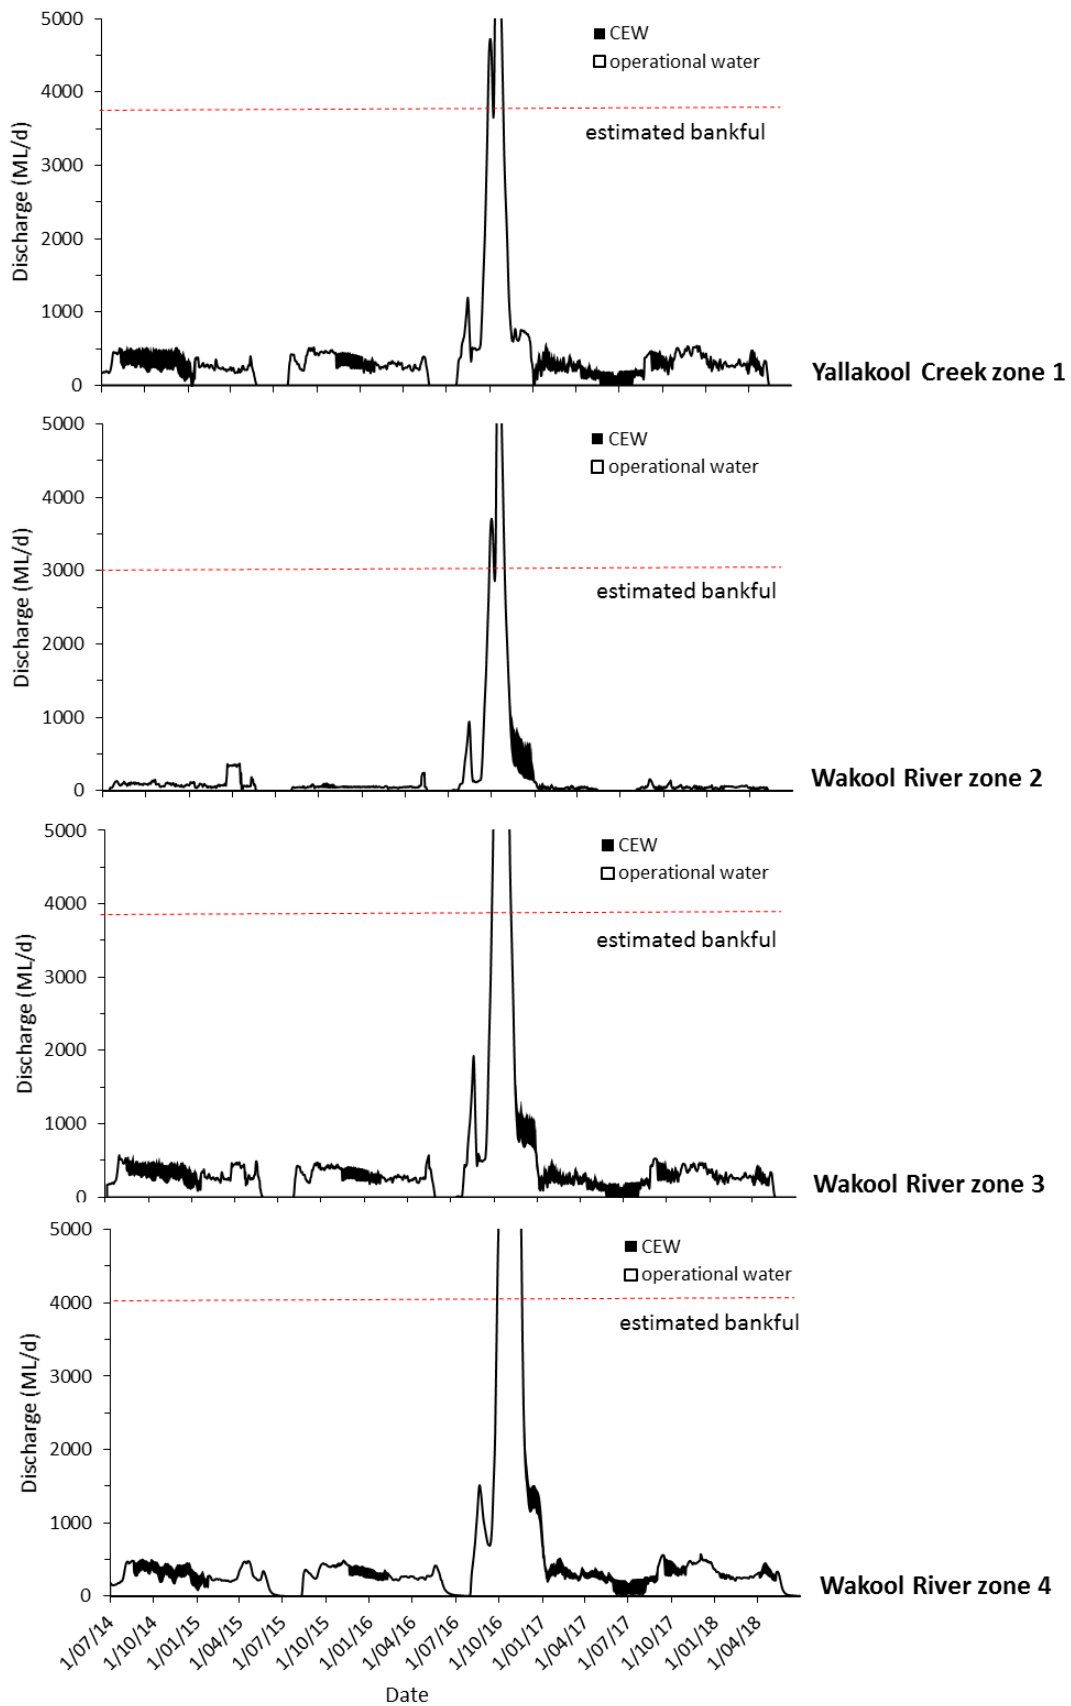 5000
4000
3000
2000
1000
0
Discharge (ML/d)
CEW
operational water
estimated bankful
Yallakool Creek zone 1
5000
4000
3000
2000
1000
0
Discharge (ML/d)
CEW
operational water
estimated bankful
Wakool River zone 2
5000
4000
3000
2000
1000
0
Discharge (ML/d)
CEW
operational water
estimated bankful
Wakool River zone 3
5000
4000
3000
2000
1000
0
Discharge (ML/d)
CEW
operational water
estimated bankful
Wakool River zone 4
1/07/14
1/10/14
1/01/15
1/04/15
1/07/15
1/10/15
1/01/16
1/04/16
1/07/16
1/10/16
1/01/17
1/04/17
1/07/17
1/10/17
1/01/18
1/04/18
Date